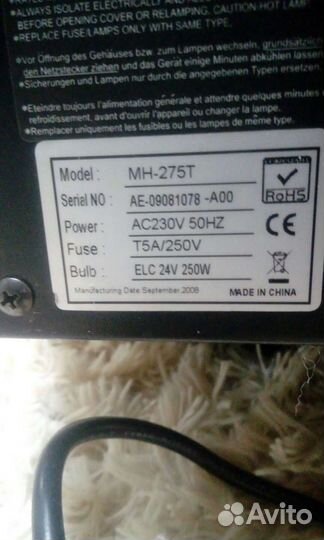 •ALWAYS ISOLATE ELECTRICALLY AND
BEFORE OPENING COVER OR RELAMPING. CAUTION-HOT LAMP
•REPLACE FUSE/LAMPS ONLY WITH SAME TYPE.
•Vor Öffnung des Gehäuses bzw. zum Lampen wechseln, grundsätzlich
den Netzstecker ziehen und das Gerät einige Minuten abkühlen lassen
•Sicherungen und Lampen nur durch die angegebenen Typen ersetzen.
•Eteindre toujours l'alimentation générale et attendre quelques minutes
refroidissement, avant d'ouvrir l'appareil ou changer la lampe.
•Remplacer uniquement les fusibles ou les lampes de même type.
Model : MH-275T
Serial NO : AE-09081078 -A00
Power : AC230V 50HZ
Fuse : T5A/250V
Bulb : ELC 24V 250W
RoHS
CE
Manufacturing Date September,2008
MADE IN CHINA
Avito